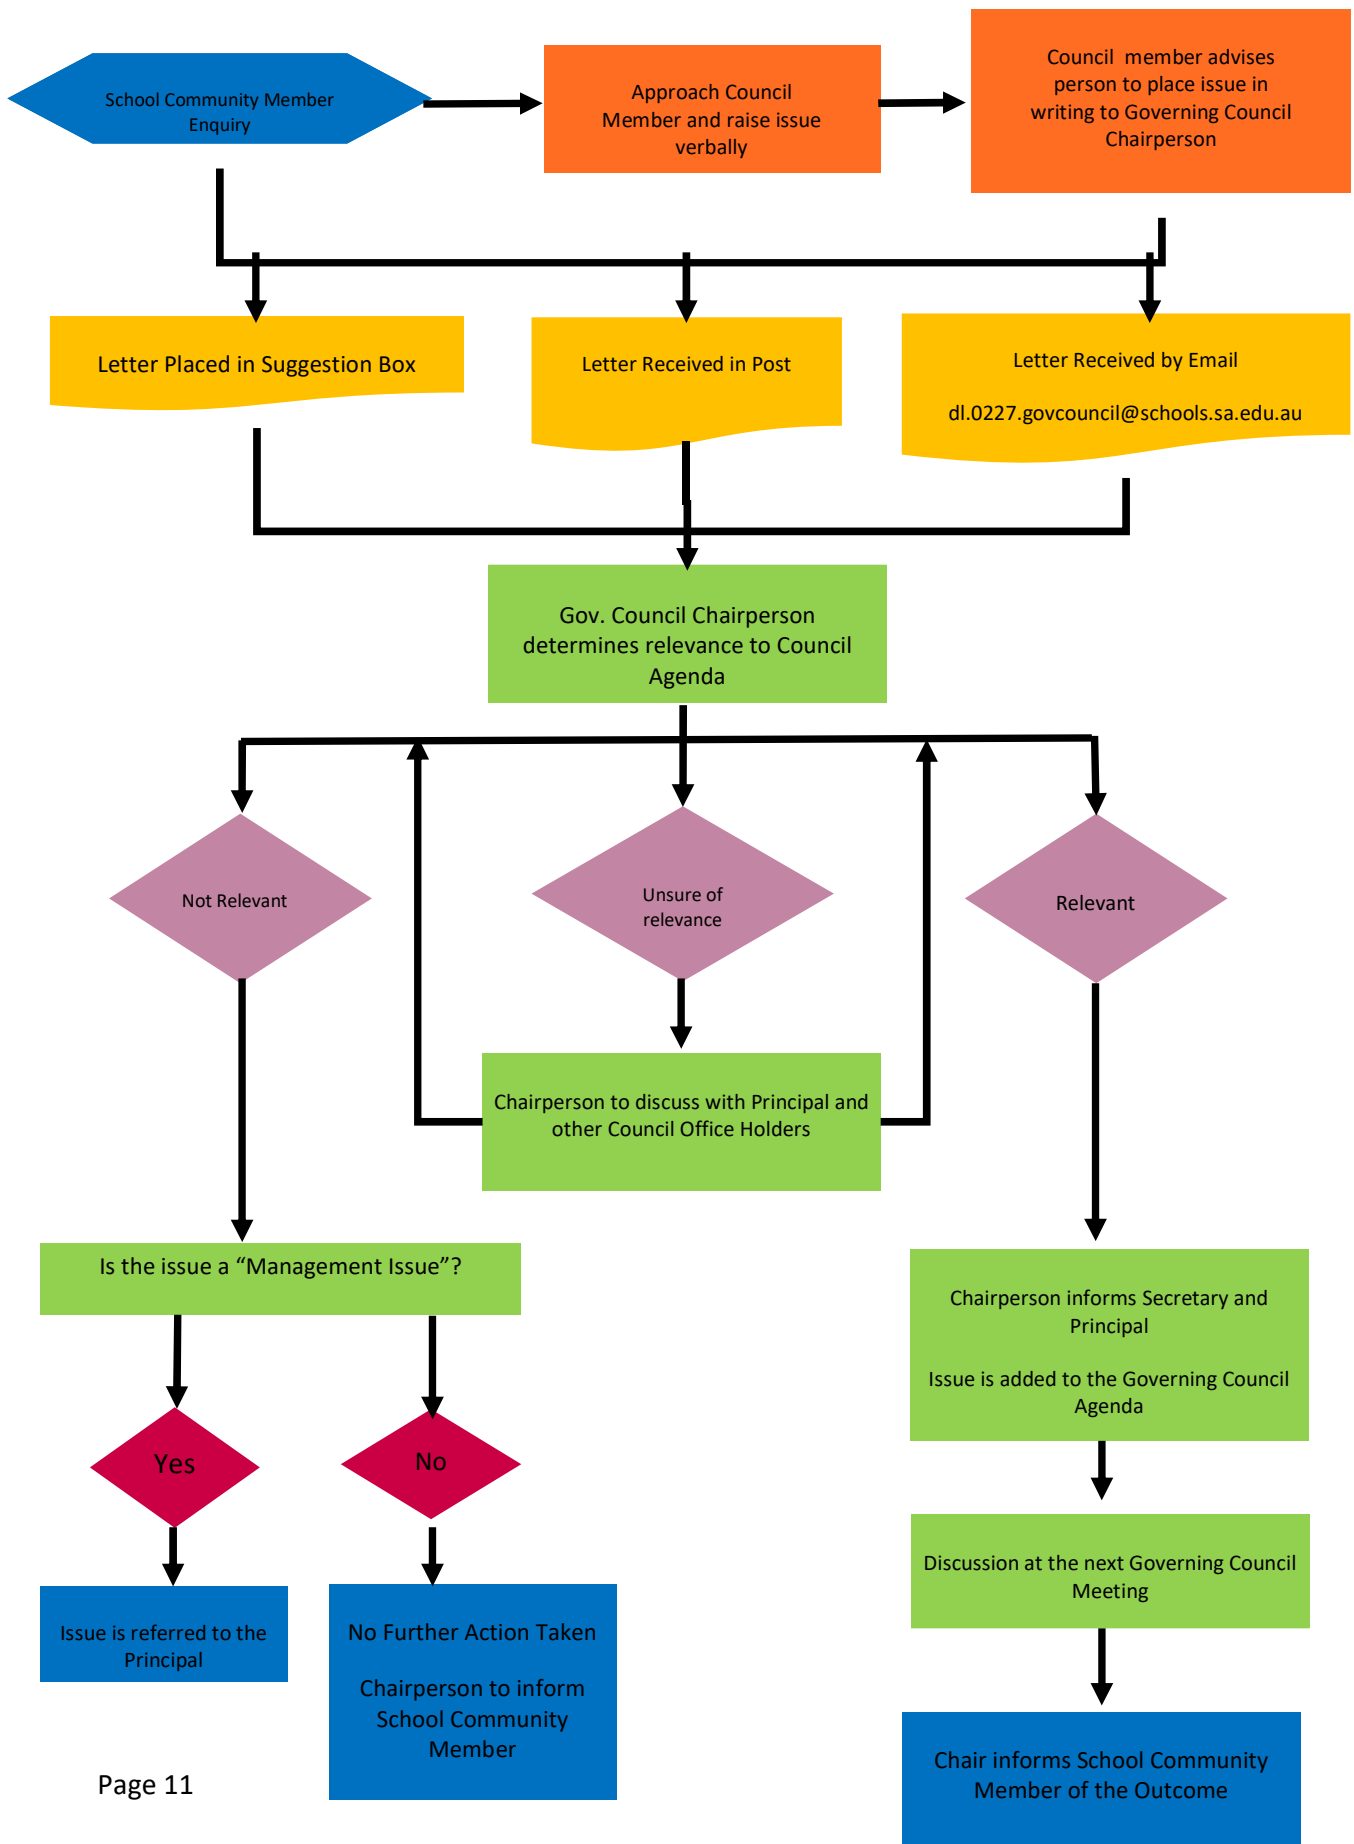 School Community Member
Enquiry
Approach Council
Member and raise issue
verbally
Council  member advises
person to place issue in
writing to Governing Council
Chairperson
Letter Placed in Suggestion Box
Letter Received in Post
Letter Received by Email
dl.0227.govcouncil@schools.sa.edu.au
Gov. Council Chairperson
determines relevance to Council
Agenda
Not Relevant
Unsure of
relevance
Relevant
Chairperson to discuss with Principal and
other Council Office Holders
Is the issue a “Management Issue”?
Chairperson informs Secretary and
Principal
Issue is added to the Governing Council
Agenda
Yes
No
Discussion at the next Governing Council
Meeting
Issue is referred to the
Principal
No Further Action Taken
Chairperson to inform
School Community
Member
Chair informs School Community
Member of the Outcome
Page 11